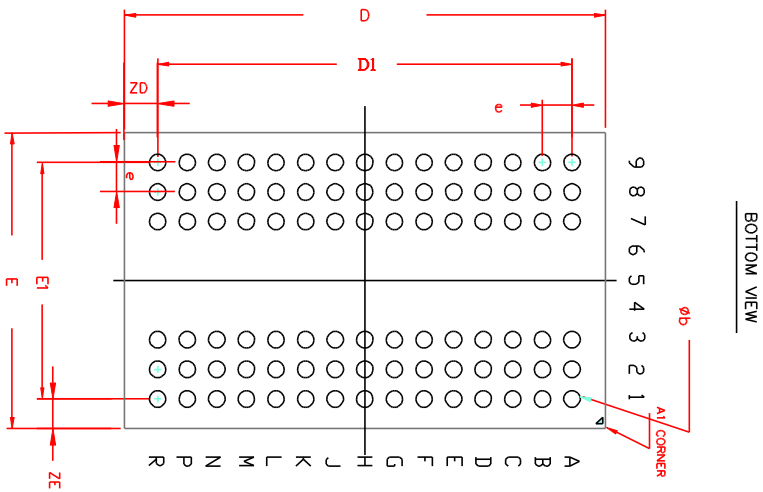 BOTTOM VIEW
D
D1
ZD
e
e
E
E1
ZE
Øb
A1 CORNER
9
8
7
6
5
4
3
2
1
R P N M L K J H G F E D C B A